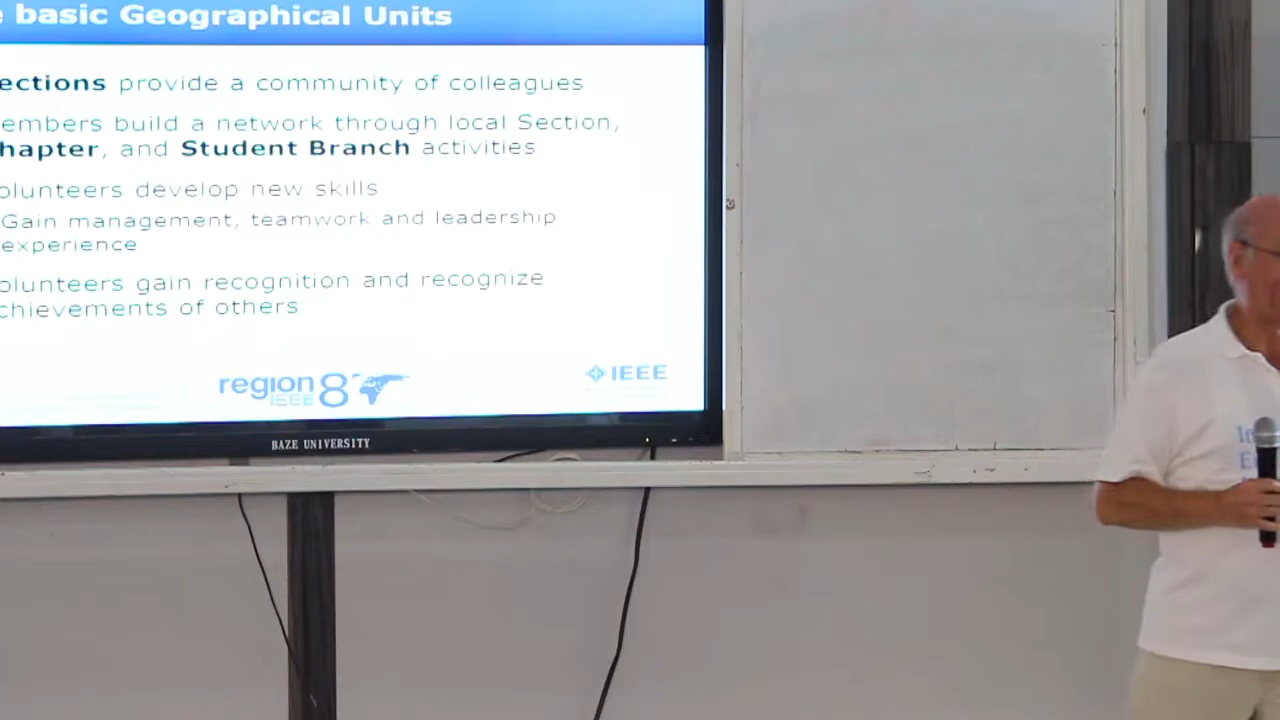 e basic Geographical Units
ections provide a community of colleagues
embers build a network through local Section,
hapter, and Student Branch activities
olunteers develop new skills
Gain management, teamwork and leadership
experience
olunteers gain recognition and recognize
chievements of others
region 8
IEEE
IEEE
BAZE UNIVERSITY
In
E